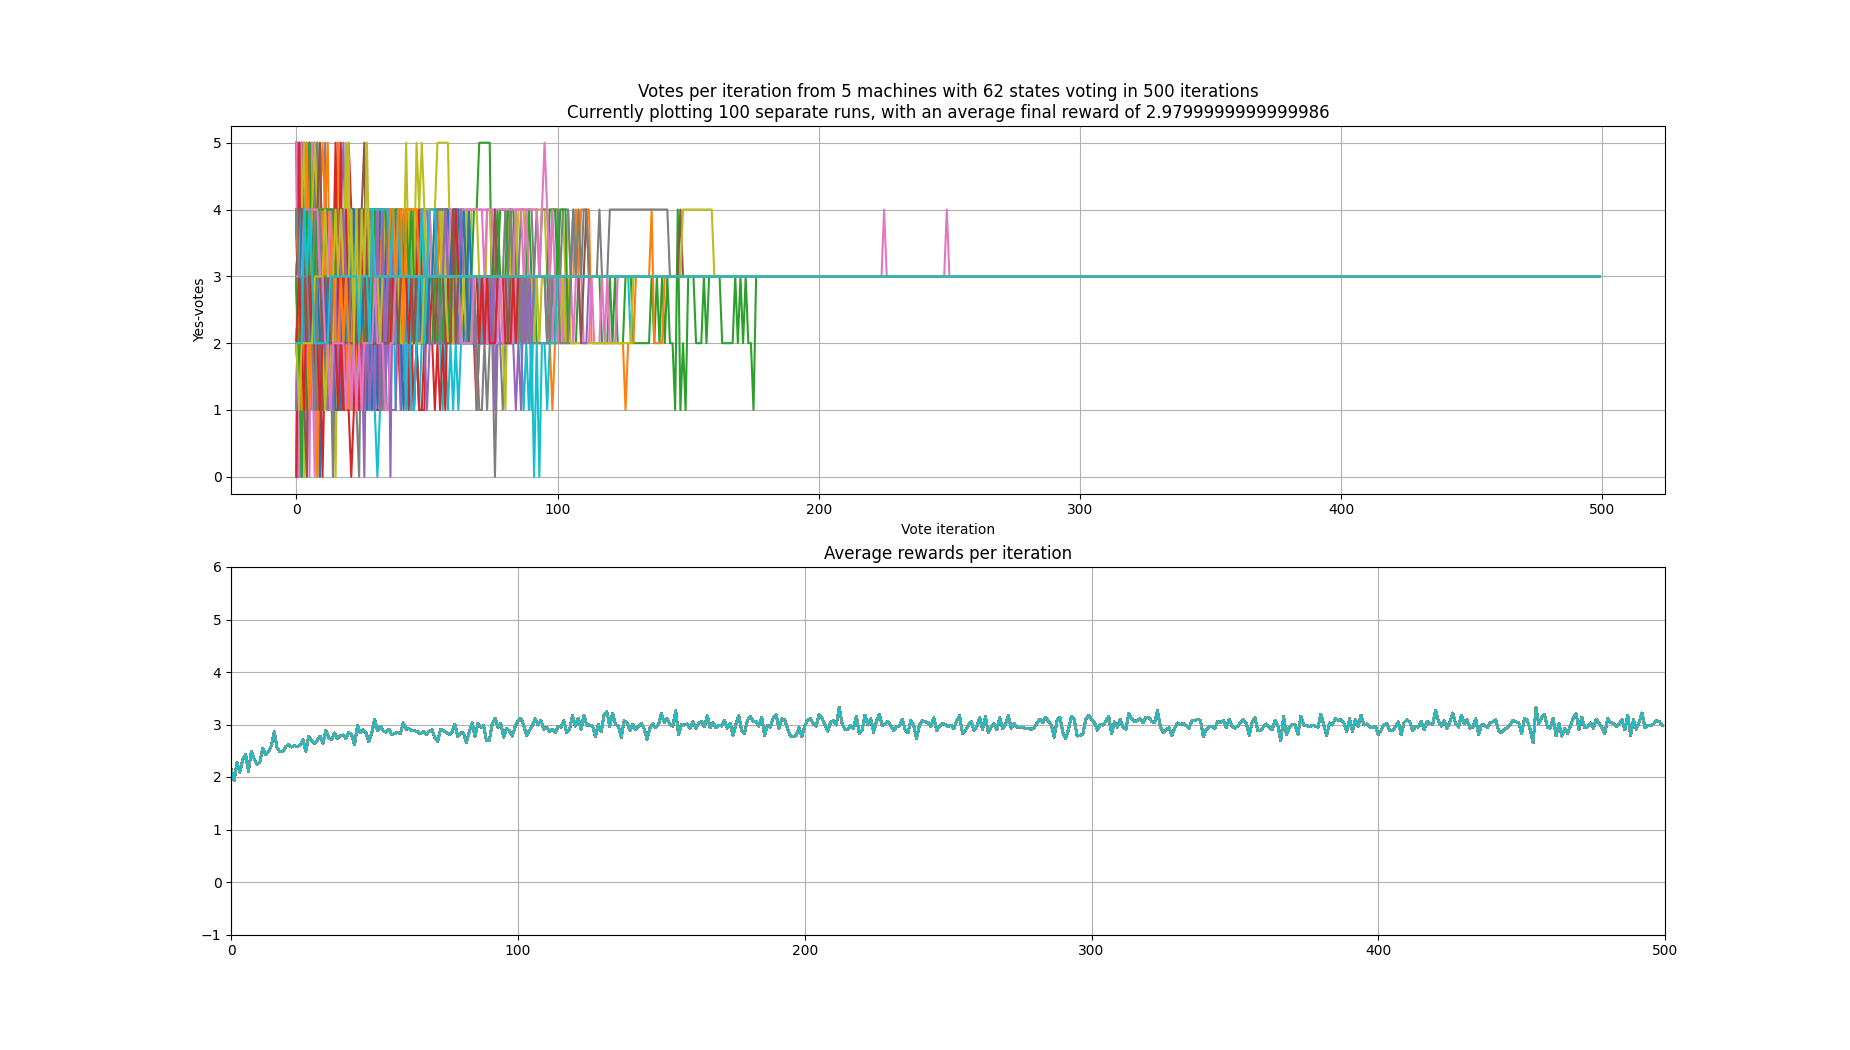 Votes per iteration from 5 machines with 62 states voting in 500 iterations
Currently plotting 100 separate runs, with an average final reward of 2.9799999999999986
5
4
3
2
1
0
Yes-votes
0 100 200 300 400 500
Vote iteration
Average rewards per iteration
6
5
4
3
2
1
0
−1
0 100 200 300 400 500